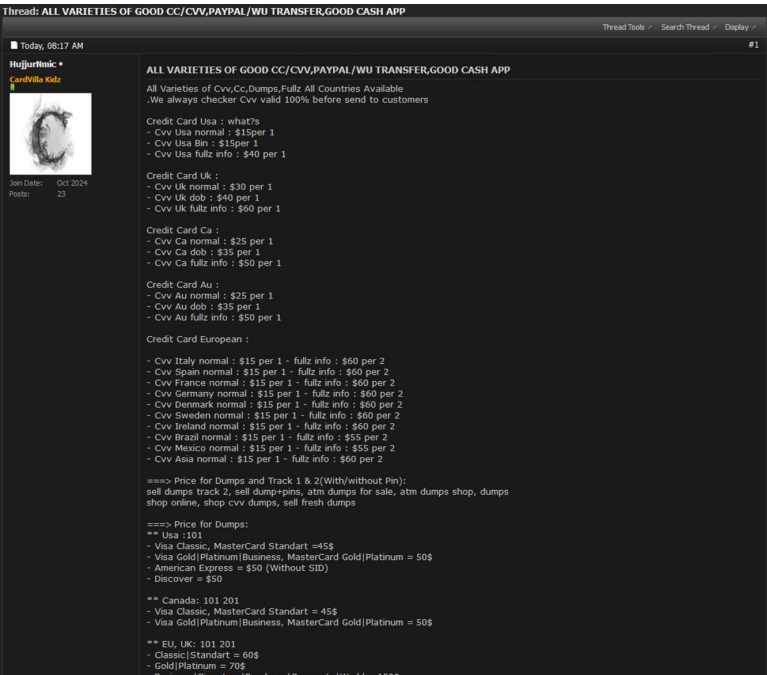 Thread: ALL VARIETIES OF GOOD CC/CVV,PAYPAL/WU TRANSFER,GOOD CASH APP
Thread Tools Search Thread Display
Today, 08:17 AM #1
HujjurNmic
CardVilla Kidz
Join Date: Oct 2024
Posts: 23
ALL VARIETIES OF GOOD CC/CVV,PAYPAL/WU TRANSFER,GOOD CASH APP
All Varieties of Cvv,Cc,Dumps,Fullz All Countries Available
.We always checker Cvv valid 100% before send to customers
Credit Card Usa : what?s
- Cvv Usa normal : $15per 1
- Cvv Usa Bin : $15per 1
- Cvv Usa fullz info : $40 per 1
Credit Card Uk :
- Cvv Uk normal : $30 per 1
- Cvv Uk dob : $40 per 1
- Cvv Uk fullz info : $60 per 1
Credit Card Ca :
- Cvv Ca normal : $25 per 1
- Cvv Ca dob : $35 per 1
- Cvv Ca fullz info : $50 per 1
Credit Card Au :
- Cvv Au normal : $25 per 1
- Cvv Au dob : $35 per 1
- Cvv Au fullz info : $50 per 1
Credit Card European :
- Cvv Italy normal : $15 per 1 - fullz info : $60 per 2
- Cvv Spain normal : $15 per 1 - fullz info : $60 per 2
- Cvv France normal : $15 per 1 - fullz info : $60 per 2
- Cvv Germany normal : $15 per 1 - fullz info : $60 per 2
- Cvv Denmark normal : $15 per 1 - fullz info : $60 per 2
- Cvv Sweden normal : $15 per 1 - fullz info : $60 per 2
- Cvv Ireland normal : $15 per 1 - fullz info : $60 per 2
- Cvv Brazil normal : $15 per 1 - fullz info : $55 per 2
- Cvv Mexico normal : $15 per 1 - fullz info : $55 per 2
- Cvv Asia normal : $15 per 1 - fullz info : $60 per 2
===> Price for Dumps and Track 1 & 2(With/without Pin):
sell dumps track 2, sell dump+pins, atm dumps for sale, atm dumps shop, dumps
shop online, shop cvv dumps, sell fresh dumps
===> Price for Dumps:
** Usa :101
- Visa Classic, MasterCard Standart =45$
- Visa Gold|Platinum|Business, MasterCard Gold|Platinum = 50$
- American Express = $50 (Without SID)
- Discover = $50
** Canada: 101 201
- Visa Classic, MasterCard Standart = 45$
- Visa Gold|Platinum|Business, MasterCard Gold|Platinum = 50$
** EU, UK: 101 201
- Classic|Standart = 60$
- Gold|Platinum = 70$